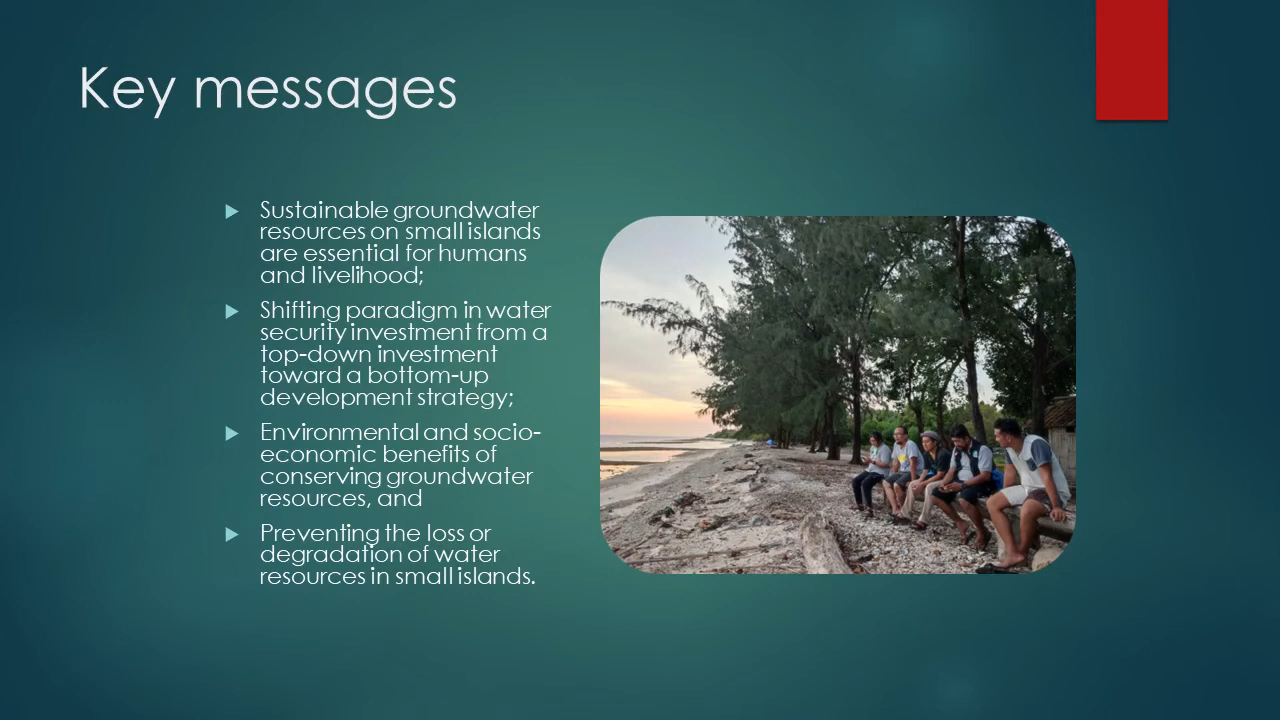 Key messages
Sustainable groundwater
resources on small islands
are essential for humans
and livelihood;
Shifting paradigm in water
security investment from a
top-down investment
toward a bottom-up
development strategy;
Environmental and socio-
economic benefits of
conserving groundwater
resources, and
Preventing the loss or
degradation of water
resources in small islands.